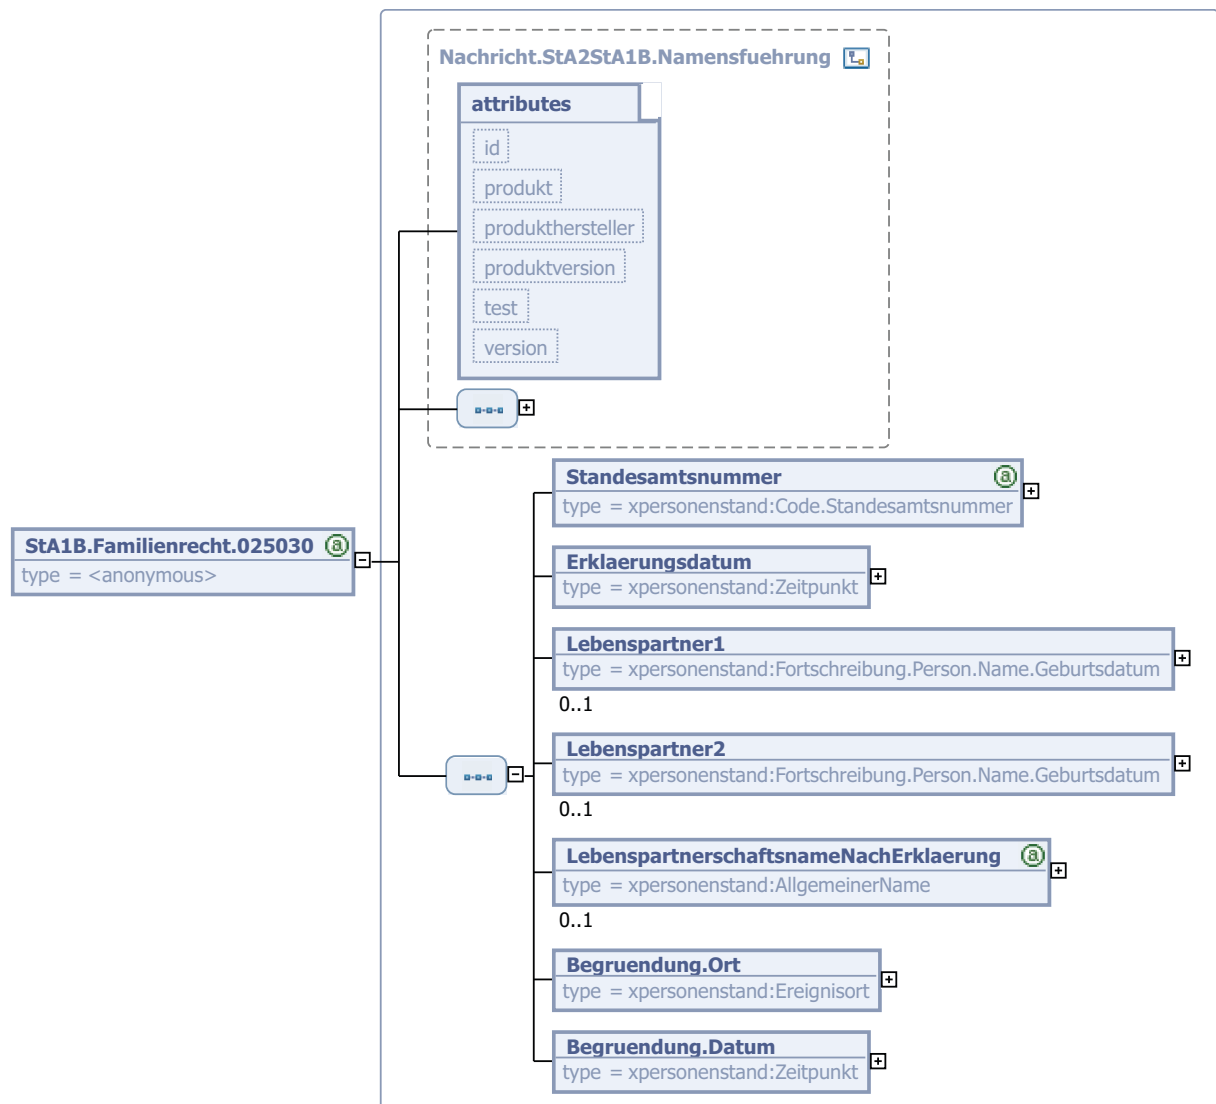 Nachricht.StA2StA1B.Namensfuehrung
attributes
id
produkt
produkthersteller
produktversion
test
version
Standesamtsnummer
type = xpersonenstand:Code.Standesamtsnummer
StA1B.Familienrecht.025030
type = <anonymous>
Erklaerungsdatum
type = xpersonenstand:Zeitpunkt
Lebenspartner1
type = xpersonenstand:Fortschreibung.Person.Name.Geburtsdatum
0..1
Lebenspartner2
type = xpersonenstand:Fortschreibung.Person.Name.Geburtsdatum
0..1
LebenspartnerschaftsnameNachErklaerung
type = xpersonenstand:AllgemeinerName
0..1
Begruendung.Ort
type = xpersonenstand:Ereignisort
Begruendung.Datum
type = xpersonenstand:Zeitpunkt